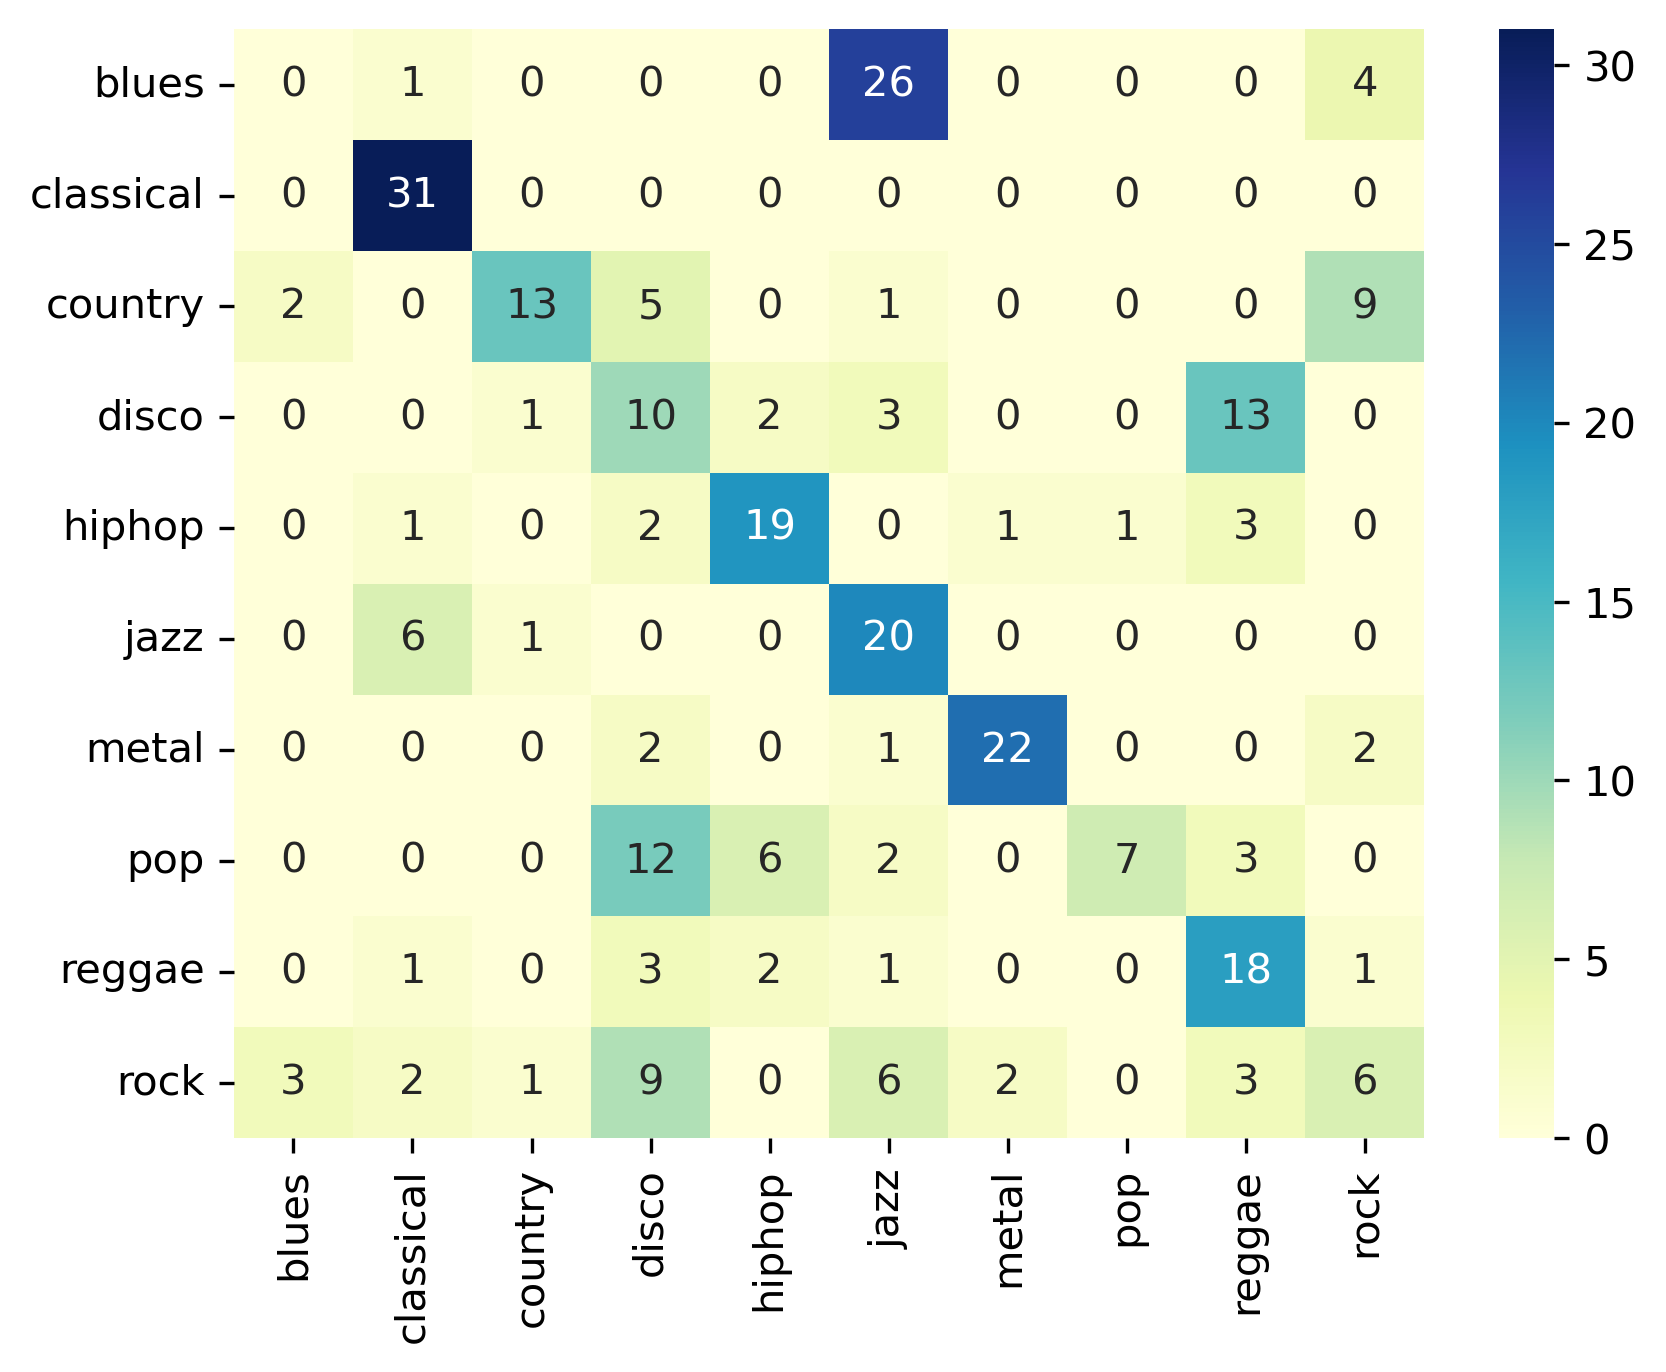 blues 0 1 0 0 0 26 0 0 0 4
classical 0 31 0 0 0 0 0 0 0 0
country 2 0 13 5 0 1 0 0 0 9
disco 0 0 1 10 2 3 0 0 13 0
hiphop 0 1 0 2 19 0 1 1 3 0
jazz 0 6 1 0 0 20 0 0 0 0
metal 0 0 0 2 0 1 22 0 0 2
pop 0 0 0 12 6 2 0 7 3 0
reggae 0 1 0 3 2 1 0 0 18 1
rock 3 2 1 9 0 6 2 0 3 6
blues classical country disco hiphop jazz metal pop reggae rock
30
25
20
15
10
5
0